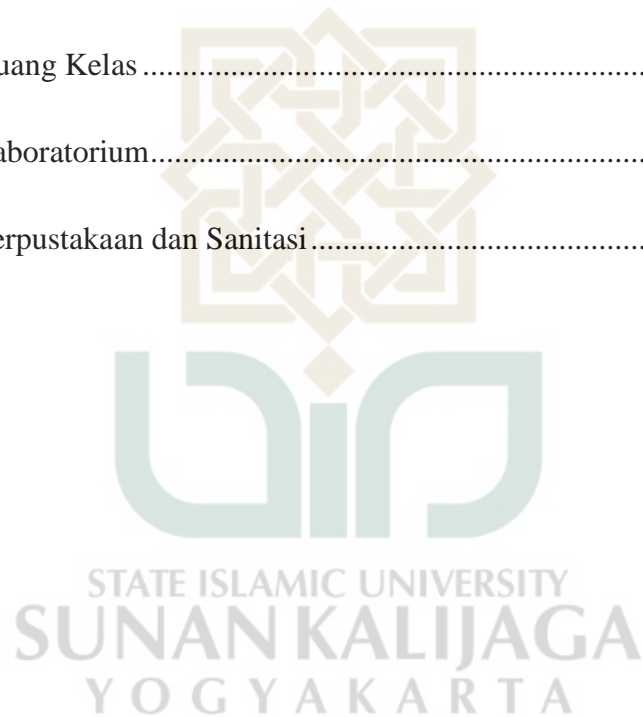 uang Kelas ........................................................................................
aboratorium........................................................................................
erpustakaan dan Sanitasi........................................................
STATE ISLAMIC UNIVERSITY
SUNAN KALIJAGA
YOGYAKARTA